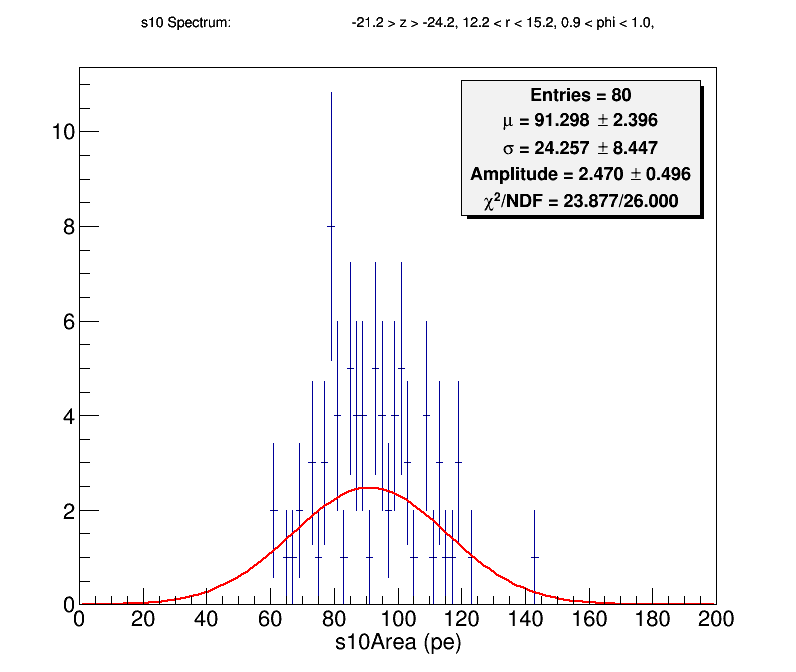 s10 Spectrum: -21.2 > z > -24.2, 12.2 < r < 15.2, 0.9 < phi < 1.0,
Entries = 80
μ = 91.298 ± 2.396
σ = 24.257 ± 8.447
Amplitude = 2.470 ± 0.496
χ²/NDF = 23.877/26.000
10
8
6
4
2
0
0 20 40 60 80 100 120 140 160 180 200
s10Area (pe)